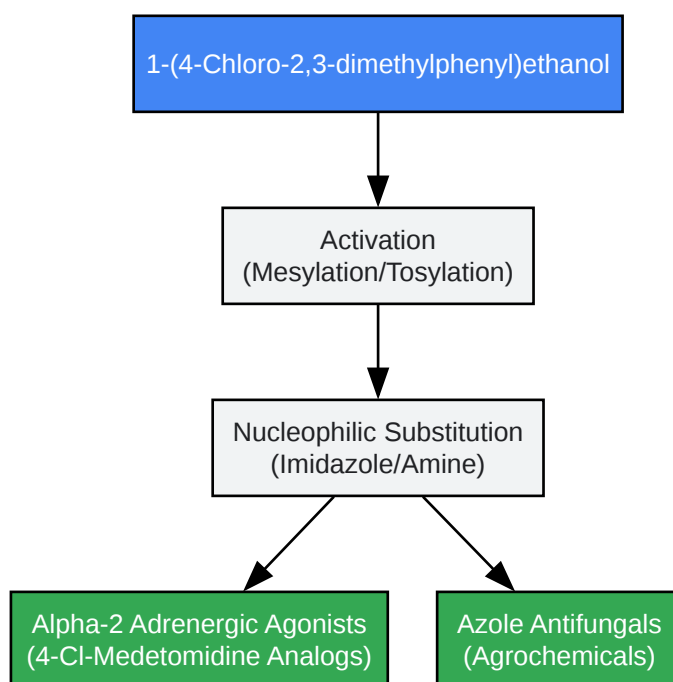 1-(4-Chloro-2,3-dimethylphenyl)ethanol
Activation
(Mesylation/Tosylation)
Nucleophilic Substitution
(Imidazole/Amine)
Alpha-2 Adrenergic Agonists
(4-Cl-Medetomidine Analogs)
Azole Antifungals
(Agrochemicals)